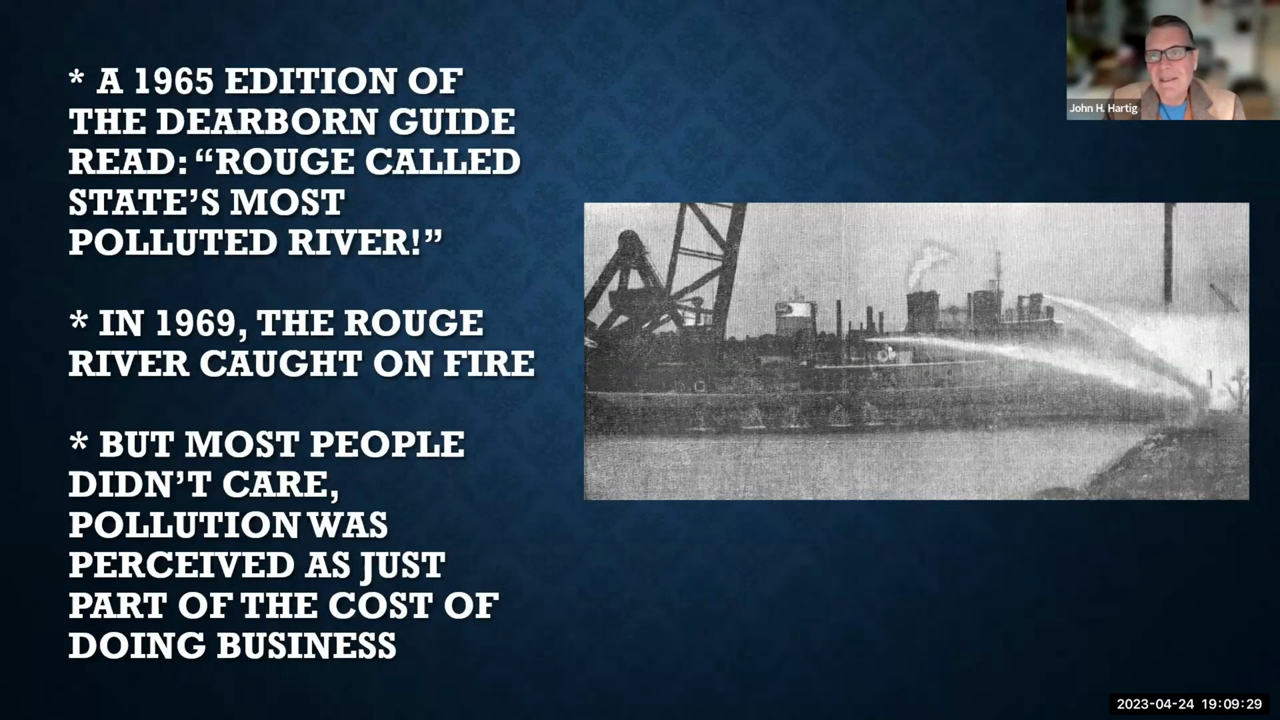 * A 1965 EDITION OF
THE DEARBORN GUIDE
READ: “ROUGE CALLED
STATE’S MOST
POLLUTED RIVER!”
* IN 1969, THE ROUGE
RIVER CAUGHT ON FIRE
* BUT MOST PEOPLE
DIDN’T CARE,
POLLUTION WAS
PERCEIVED AS JUST
PART OF THE COST OF
DOING BUSINESS
John H. Hartig
2023-04-24 19:09:29